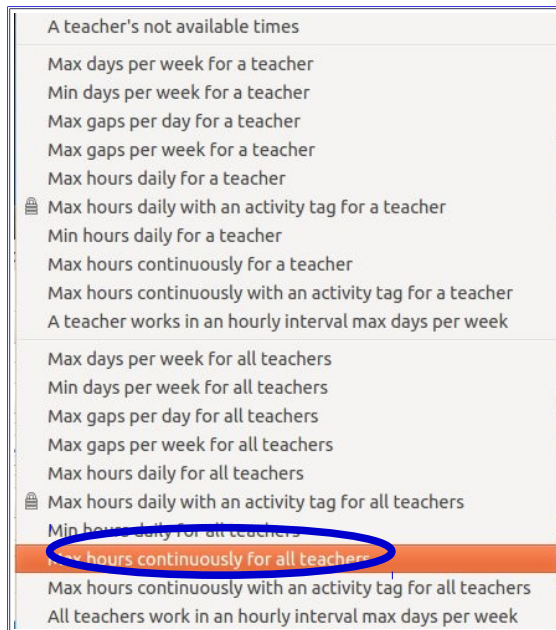 A teacher's not available times
Max days per week for a teacher
Min days per week for a teacher
Max gaps per day for a teacher
Max gaps per week for a teacher
Max hours daily for a teacher
Max hours daily with an activity tag for a teacher
Min hours daily for a teacher
Max hours continuously for a teacher
Max hours continuously with an activity tag for a teacher
A teacher works in an hourly interval max days per week
Max days per week for all teachers
Min days per week for all teachers
Max gaps per day for all teachers
Max gaps per week for all teachers
Max hours daily for all teachers
Max hours daily with an activity tag for all teachers
Min hours daily for all teachers
Max hours continuously for all teachers
Max hours continuously with an activity tag for all teachers
All teachers work in an hourly interval max days per week